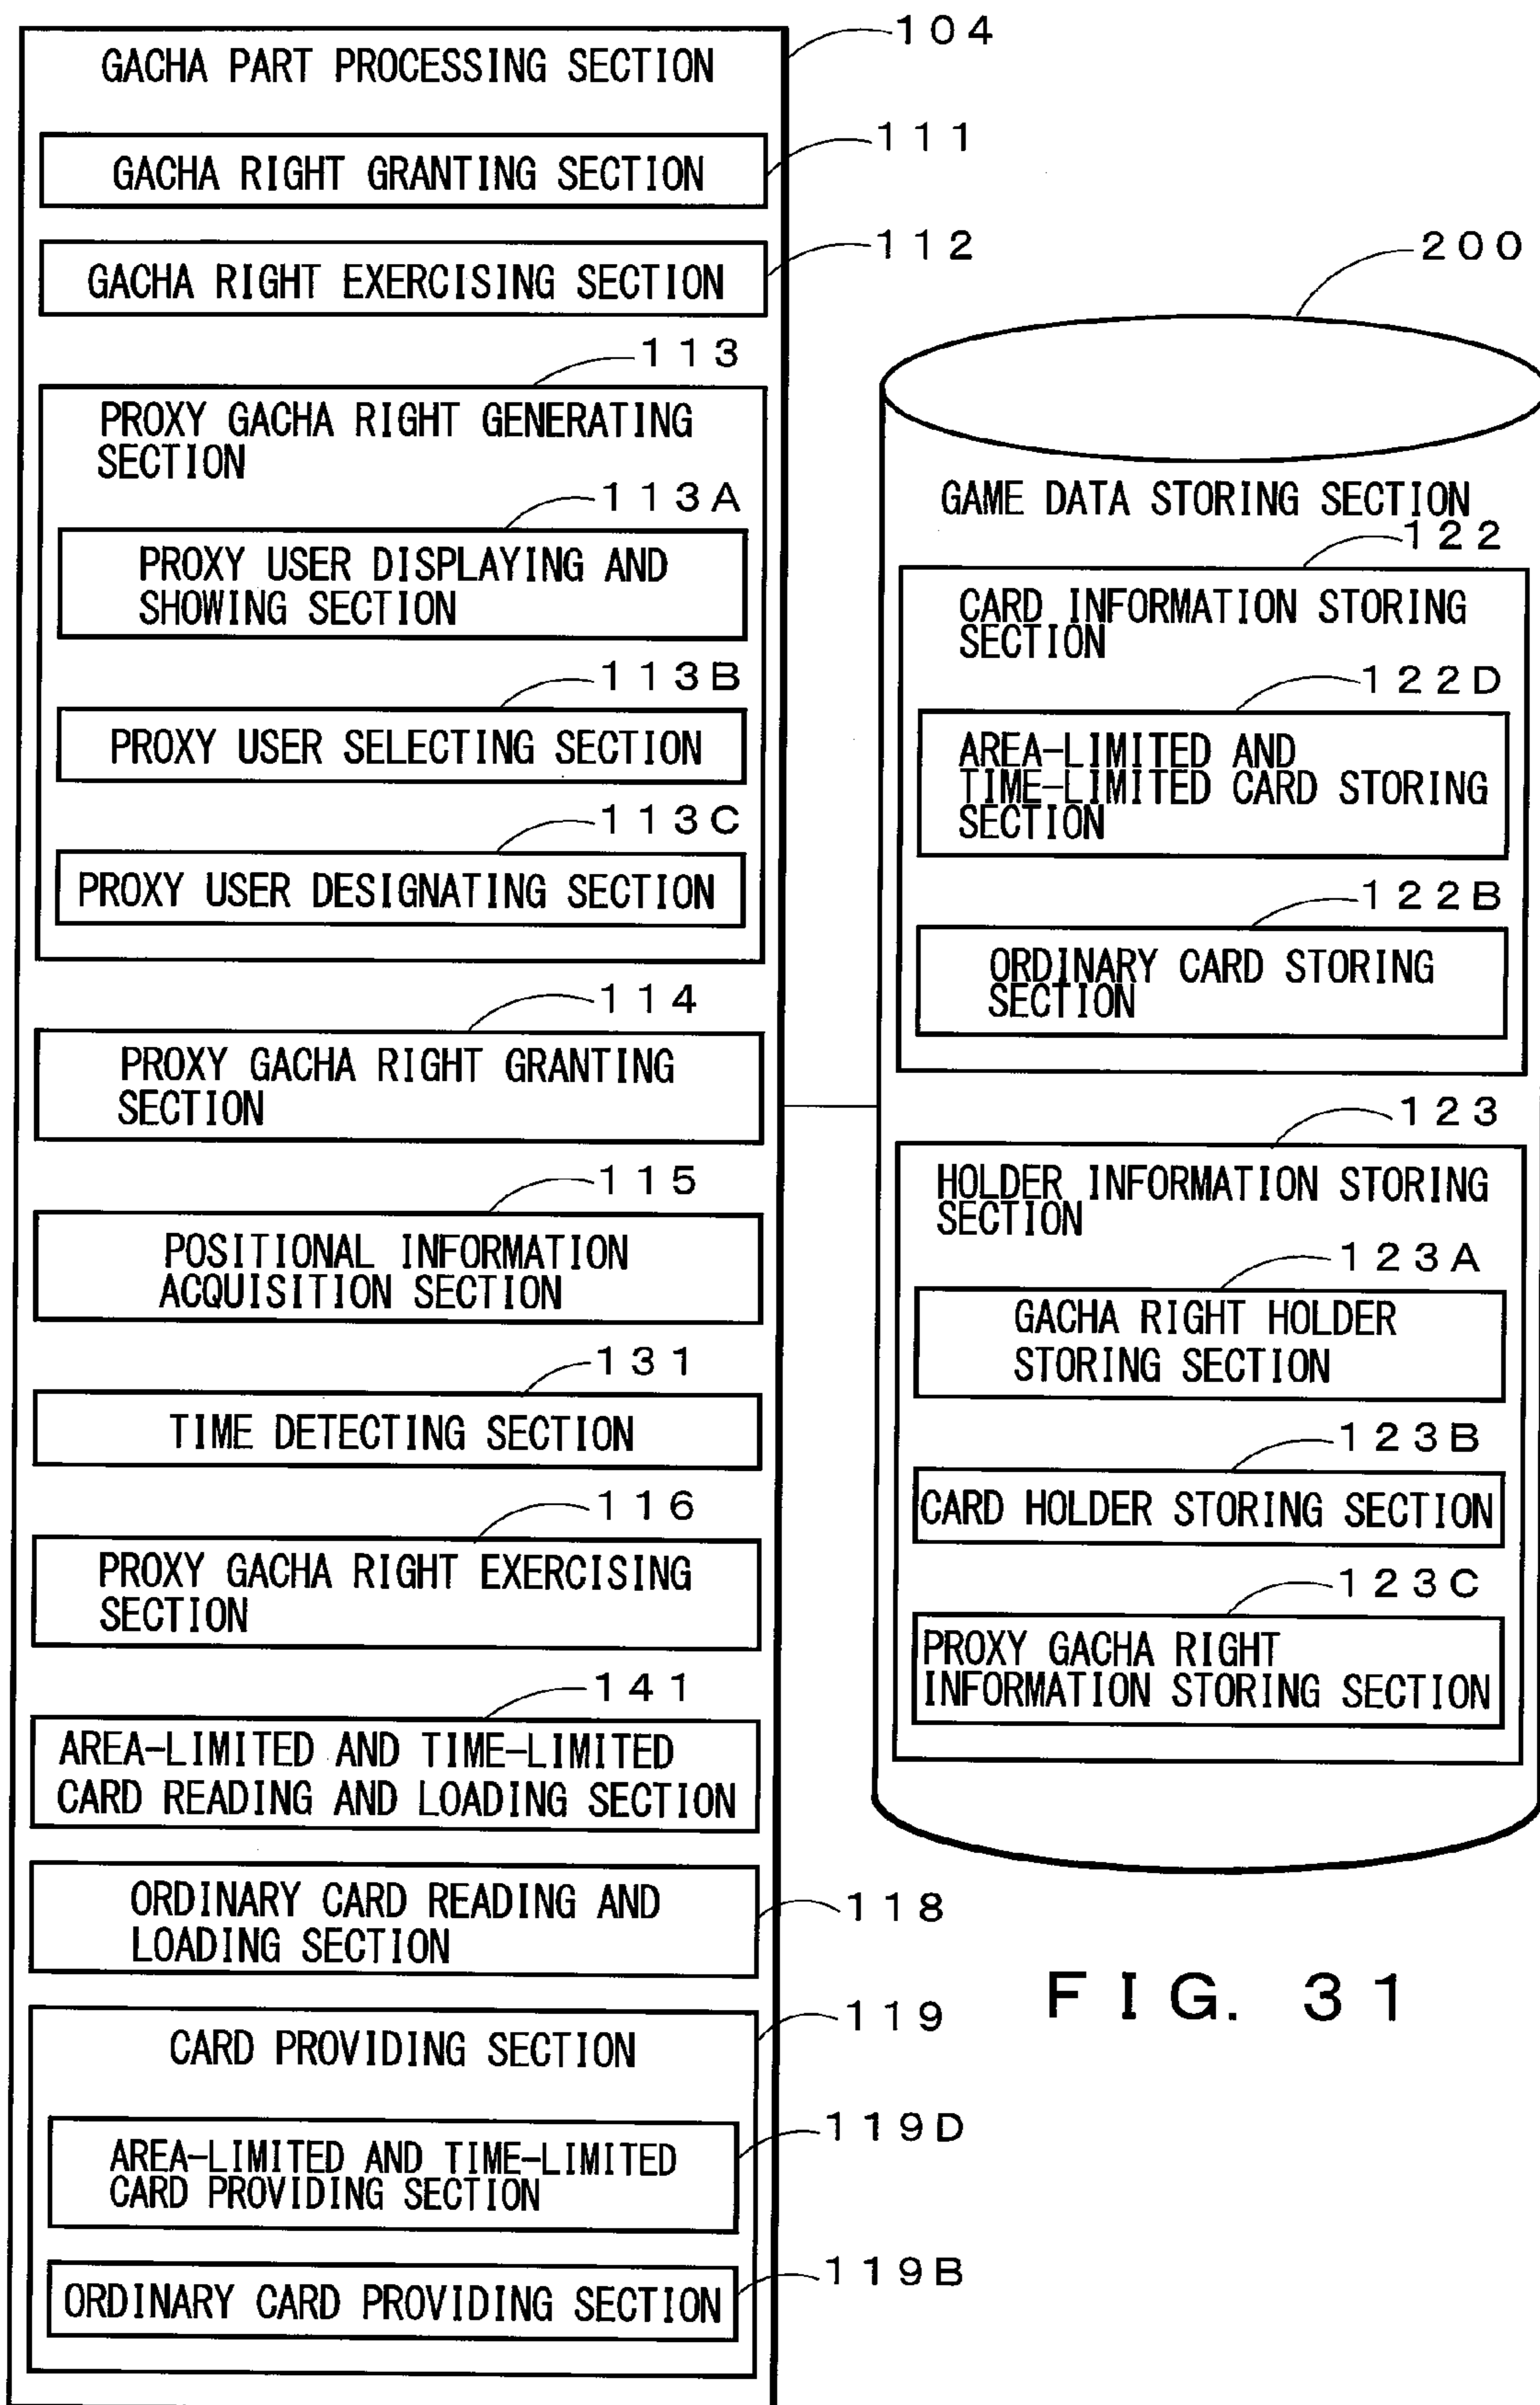 104
GACHA PART PROCESSING SECTION
111
GACHA RIGHT GRANTING SECTION
112
GACHA RIGHT EXERCISING SECTION
113
PROXY GACHA RIGHT GENERATING
SECTION
113A
PROXY USER DISPLAYING AND
SHOWING SECTION
113B
PROXY USER SELECTING SECTION
113C
PROXY USER DESIGNATING SECTION
114
PROXY GACHA RIGHT GRANTING
SECTION
115
POSITIONAL INFORMATION
ACQUISITION SECTION
131
TIME DETECTING SECTION
116
PROXY GACHA RIGHT EXERCISING
SECTION
141
AREA-LIMITED AND TIME-LIMITED
CARD READING AND LOADING SECTION
118
ORDINARY CARD READING AND
LOADING SECTION
119
CARD PROVIDING SECTION
119D
AREA-LIMITED AND TIME-LIMITED
CARD PROVIDING SECTION
119B
ORDINARY CARD PROVIDING SECTION
200
GAME DATA STORING SECTION
122
CARD INFORMATION STORING
SECTION
122D
AREA-LIMITED AND
TIME-LIMITED CARD STORING
SECTION
122B
ORDINARY CARD STORING
SECTION
123
HOLDER INFORMATION STORING
SECTION
123A
GACHA RIGHT HOLDER
STORING SECTION
123B
CARD HOLDER STORING SECTION
123C
PROXY GACHA RIGHT
INFORMATION STORING SECTION
FIG. 31